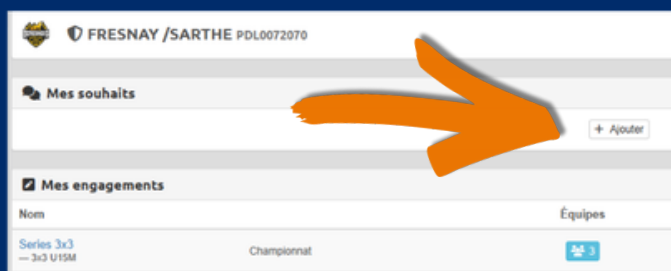 FRESNAY /SARTHE PDL0072070
Mes souhaits
+ Ajouter
Mes engagements
Nom Équipes
Series 3x3
— 3x3 U15M Championnat 3